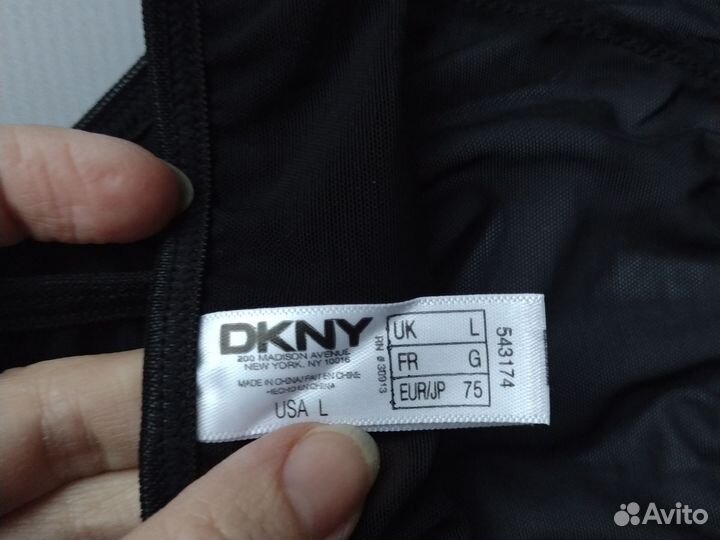 DKNY
200 MADISON AVENUE
NEW YORK, NY 10016
MADE IN CHINA/FAIT EN CHINE
HECHO EN CHINA
USA L
RN # 30913
UK L
FR G
EUR/JP 75
543174
Avito